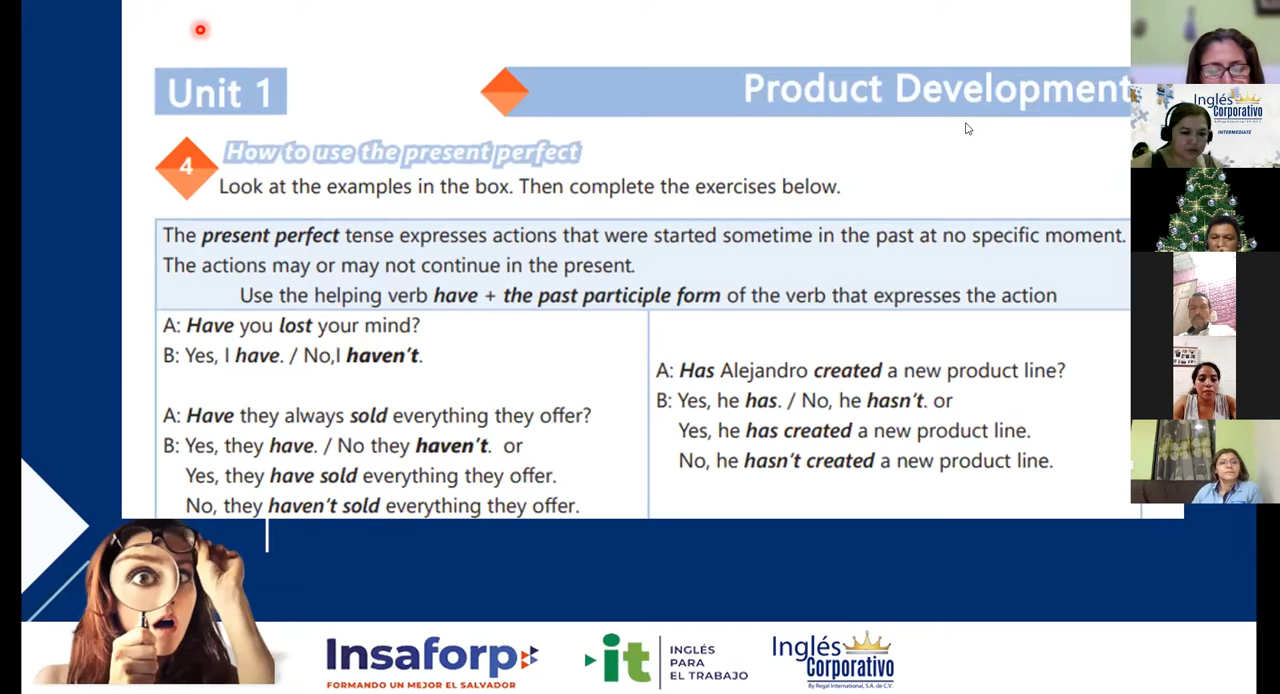 Unit 1
Product Development
4
How to use the present perfect
Look at the examples in the box. Then complete the exercises below.
The present perfect tense expresses actions that were started sometime in the past at no specific moment.
The actions may or may not continue in the present.
Use the helping verb have + the past participle form of the verb that expresses the action
A: Have you lost your mind?
B: Yes, I have. / No,I haven't.
A: Have they always sold everything they offer?
B: Yes, they have. / No they haven't. or
Yes, they have sold everything they offer.
No, they haven't sold everything they offer.
A: Has Alejandro created a new product line?
B: Yes, he has. / No, he hasn't. or
Yes, he has created a new product line.
No, he hasn't created a new product line.
Inglés
Corporativo
INTERMEDIATE
Insaforp
FORMANDO UN MEJOR EL SALVADOR
it
INGLÉS
PARA
EL TRABAJO
Inglés
Corporativo
By Regal International, S.A. de C.V.